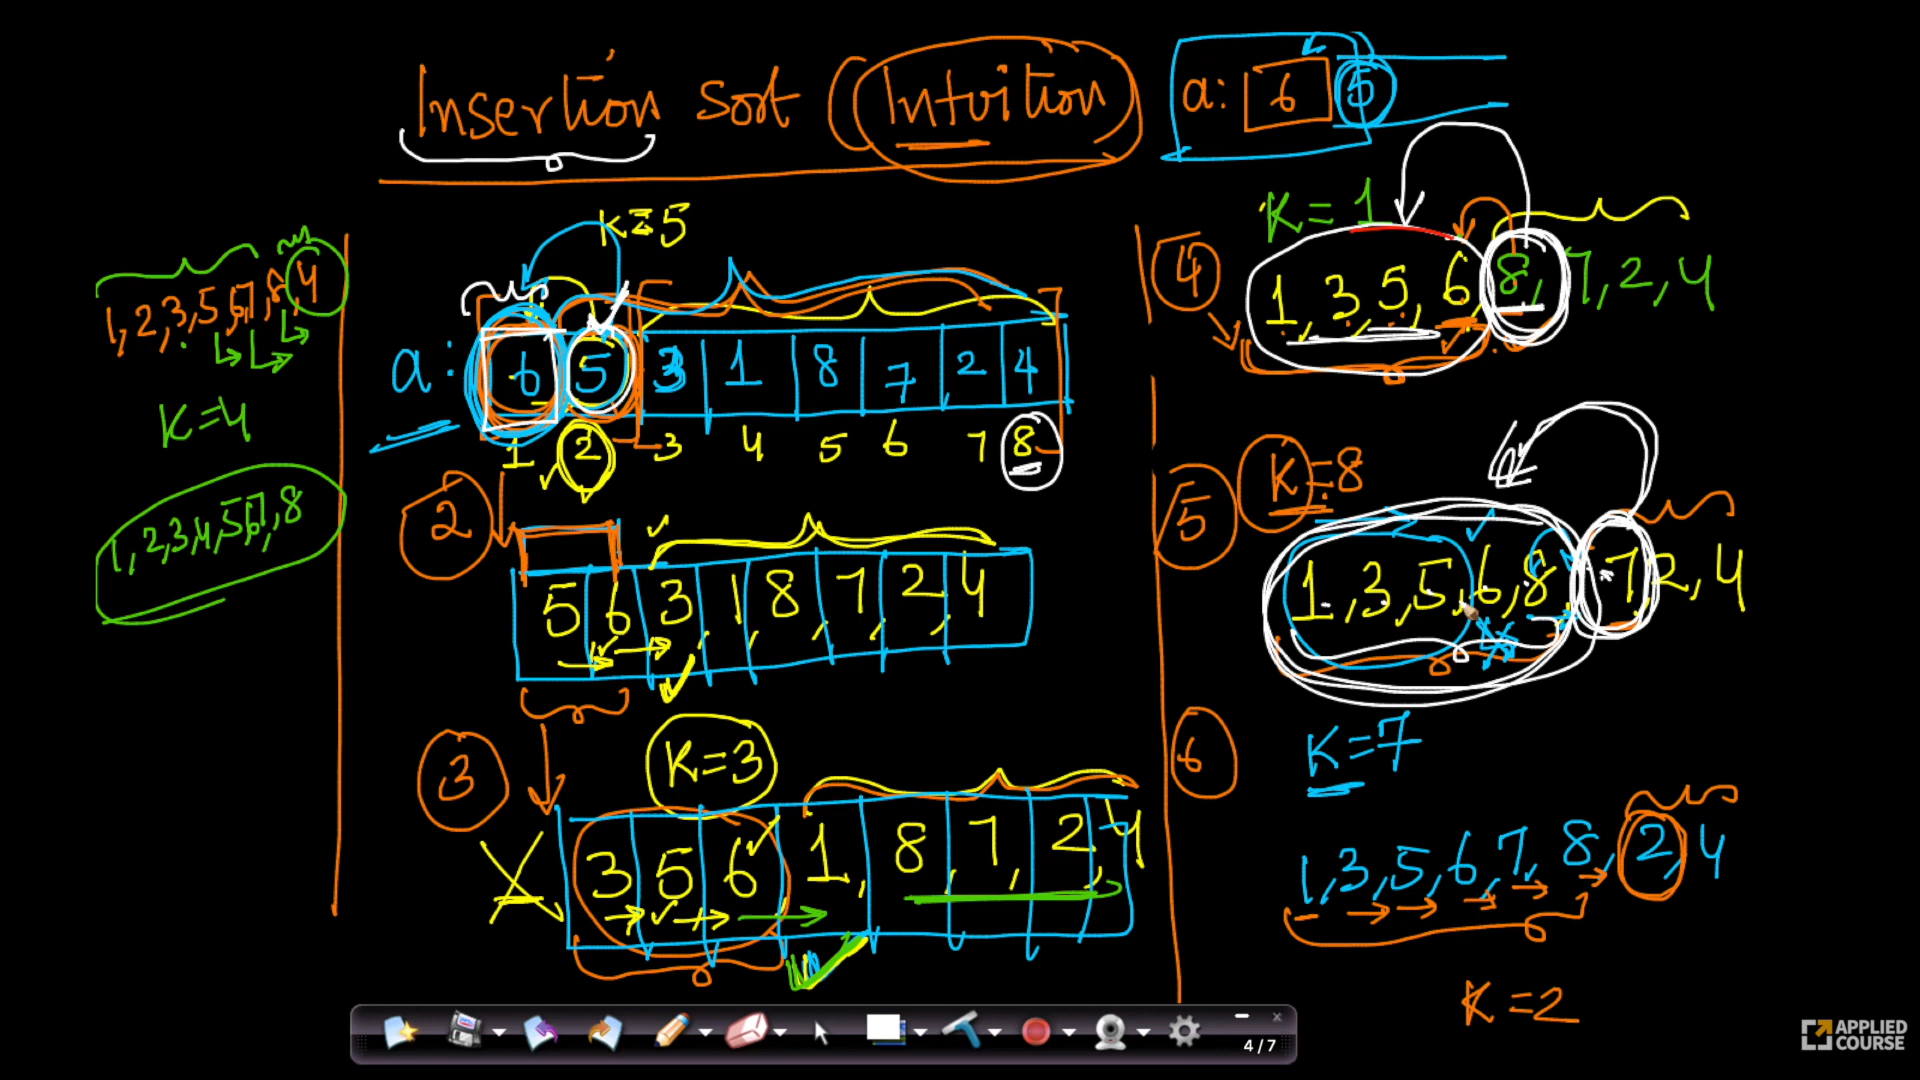 Insertion sort (Intuition)
a: 6 5
K=5
a: 6 5 3 1 8 7 2 4
1 2 3 4 5 6 7 8
2
5 6 3, 1, 8, 7, 2, 4
3
K=3
3 5 6 1, 8, 7, 2, 4
4
K=1
1, 3, 5, 6 8, 7, 2, 4
5
K=8
1, 3, 5, 6, 8, 7, 2, 4
6
K=7
1, 3, 5, 6, 7, 8, 2, 4
K=2
1, 2, 3, 5, 6, 7, 8, 4
K=4
1, 2, 3, 4, 5, 6, 7, 8
4/7
APPLIED
COURSE